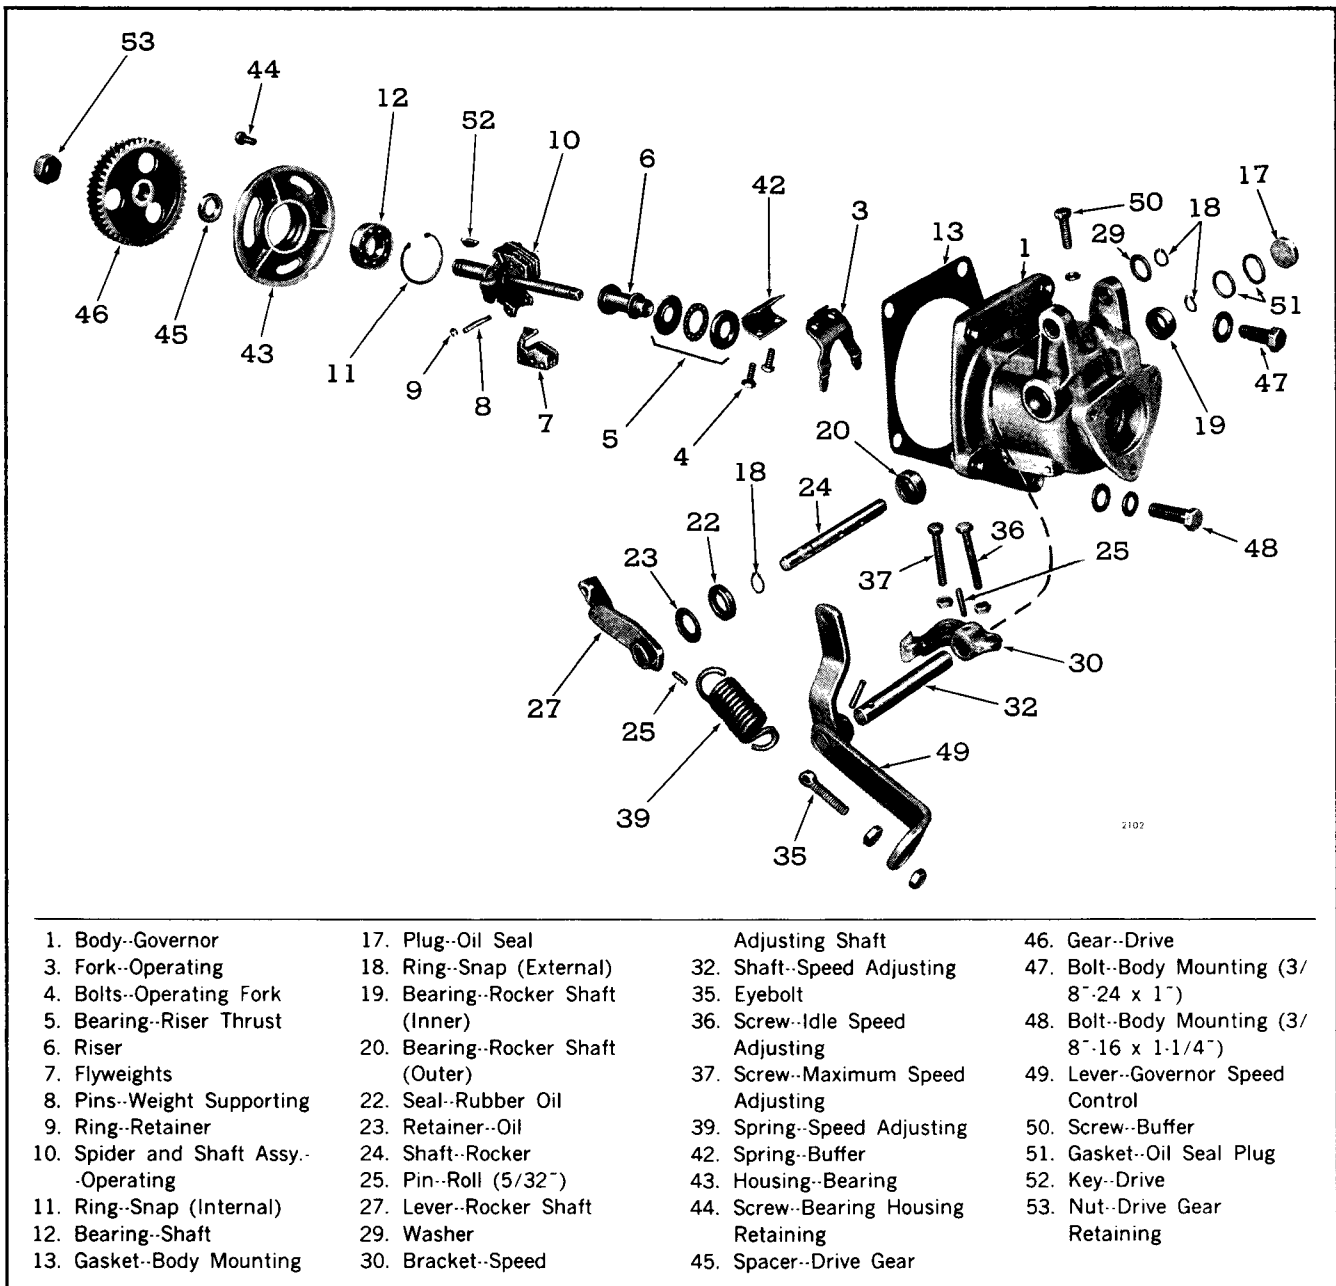 53
44
12
52
10
6
42
3
13
50
1
29
18
17
46
45
43
11
9
8
7
5
4
51
47
19
20
18
24
22
23
36
37
25
48
27
25
39
30
32
49
35
2102
1. Body--Governor
3. Fork--Operating
4. Bolts--Operating Fork
5. Bearing--Riser Thrust
6. Riser
7. Flyweights
8. Pins--Weight Supporting
9. Ring--Retainer
10. Spider and Shaft Assy.-
-Operating
11. Ring--Snap (Internal)
12. Bearing--Shaft
13. Gasket--Body Mounting
17. Plug--Oil Seal
18. Ring--Snap (External)
19. Bearing--Rocker Shaft
(Inner)
20. Bearing--Rocker Shaft
(Outer)
22. Seal--Rubber Oil
23. Retainer--Oil
24. Shaft--Rocker
25. Pin--Roll (5/32")
27. Lever--Rocker Shaft
29. Washer
30. Bracket--Speed
Adjusting Shaft
32. Shaft--Speed Adjusting
35. Eyebolt
36. Screw--Idle Speed
Adjusting
37. Screw--Maximum Speed
Adjusting
39. Spring--Speed Adjusting
42. Spring--Buffer
43. Housing--Bearing
44. Screw--Bearing Housing
Retaining
45. Spacer--Drive Gear
46. Gear--Drive
47. Bolt--Body Mounting (3/
8"-24 x 1")
48. Bolt--Body Mounting (3/
8"-16 x 1-1/4")
49. Lever--Governor Speed
Control
50. Screw--Buffer
51. Gasket--Oil Seal Plug
52. Key--Drive
53. Nut--Drive Gear
Retaining